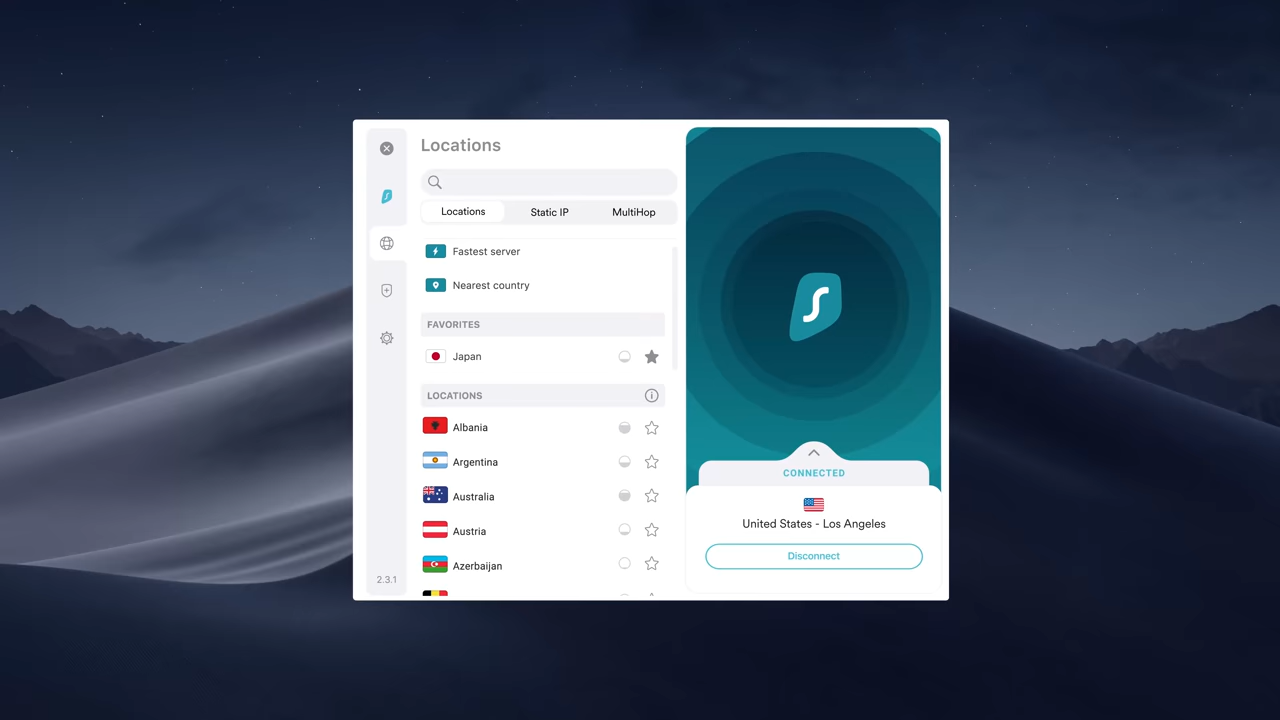 Locations
Locations Static IP MultiHop
Fastest server
Nearest country
FAVORITES
Japan
LOCATIONS
Albania
Argentina
Australia
Austria
Azerbaijan
2.3.1
CONNECTED
United States - Los Angeles
Disconnect